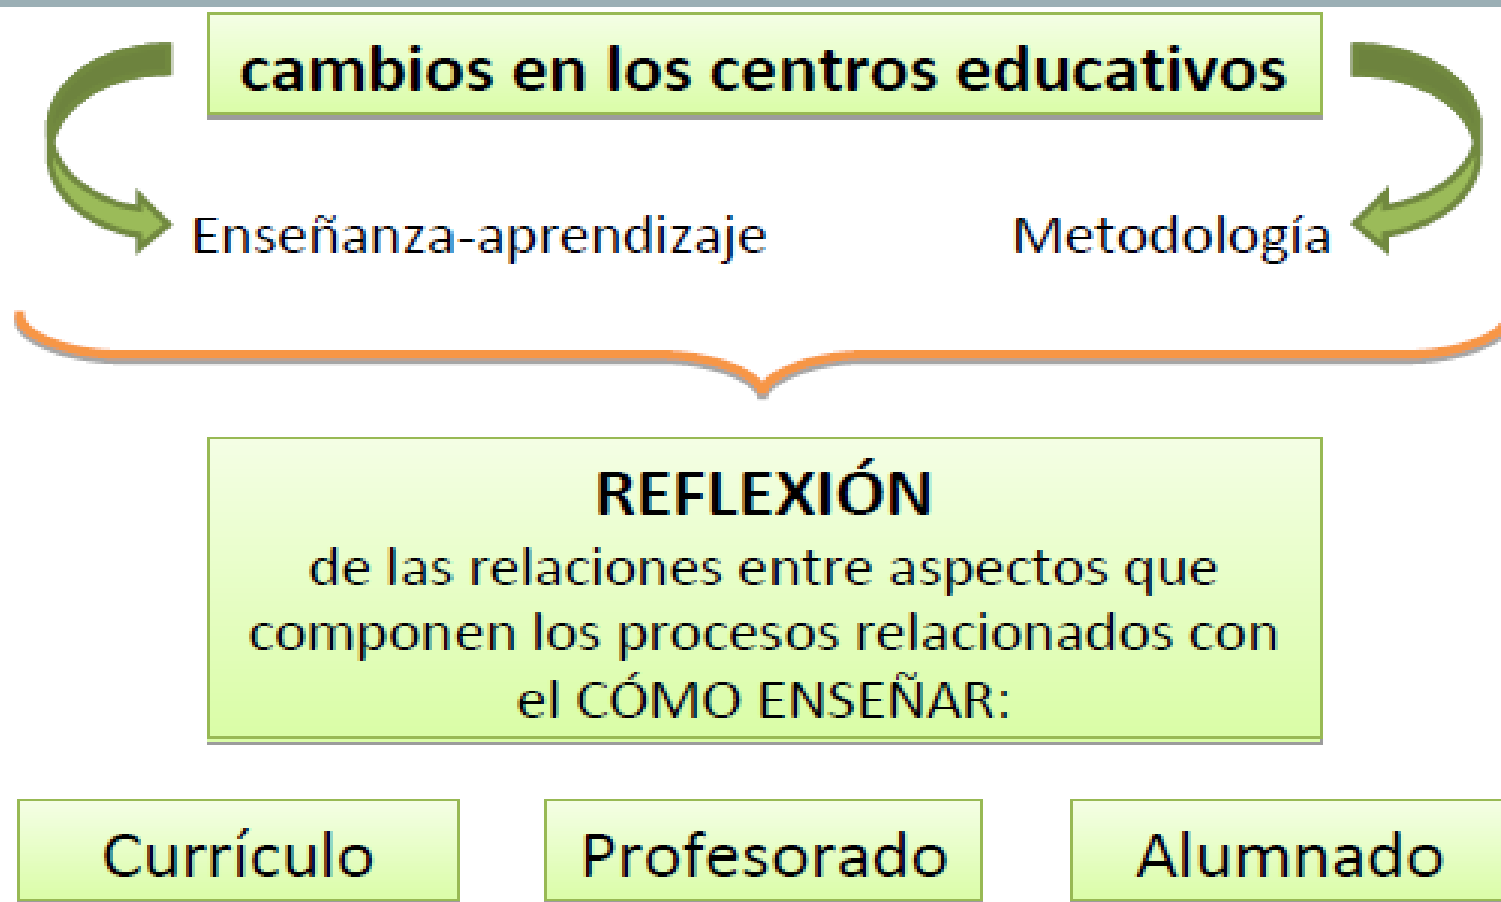 cambios en los centros educativos
Enseñanza-aprendizaje
Metodología
REFLEXIÓN
de las relaciones entre aspectos que
componen los procesos relacionados con
el CÓMO ENSEÑAR:
Currículo
Profesorado
Alumnado